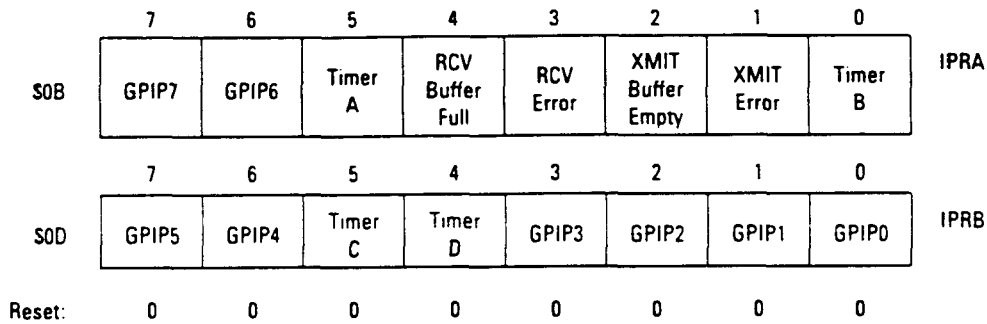 7 6 5 4 3 2 1 0
$0B GPIP7 GPIP6 Timer A RCV Buffer Full RCV Error XMIT Buffer Empty XMIT Error Timer B IPRA
7 6 5 4 3 2 1 0
$0D GPIP5 GPIP4 Timer C Timer D GPIP3 GPIP2 GPIP1 GPIP0 IPRB
Reset: 0 0 0 0 0 0 0 0